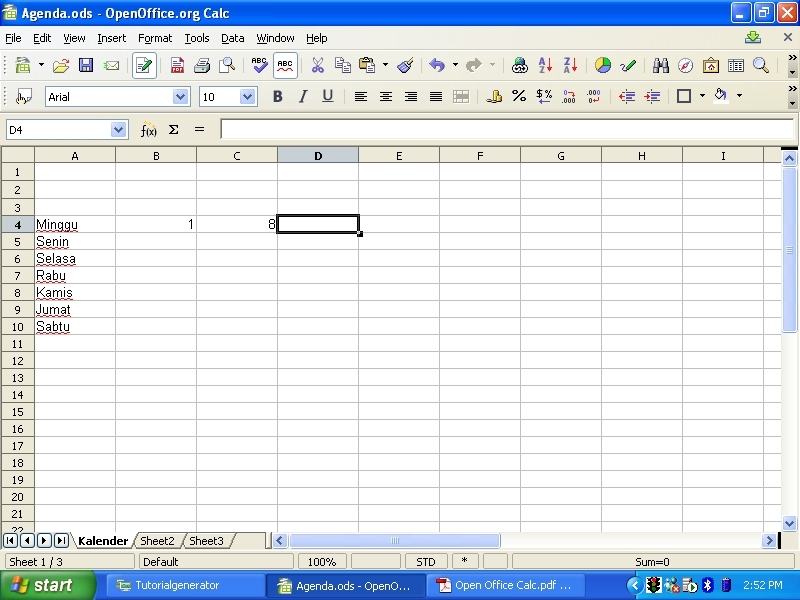 Agenda.ods - OpenOffice.org Calc
File Edit View Insert Format Tools Data Window Help
ABC ABC
Arial 10 B I U
D4 f(x) Σ =
A B C D E F G H I
1
2
3
4 Minggu 1 8
5 Senin
6 Selasa
7 Rabu
8 Kamis
9 Jumat
10 Sabtu
11
12
13
14
15
16
17
18
19
20
21
22
Kalender Sheet2 Sheet3
Sheet 1 / 3 Default 100% STD * Sum=0
start Tutorialgenerator Agenda.ods - OpenO... Open Office Calc.pdf ... 2:52 PM